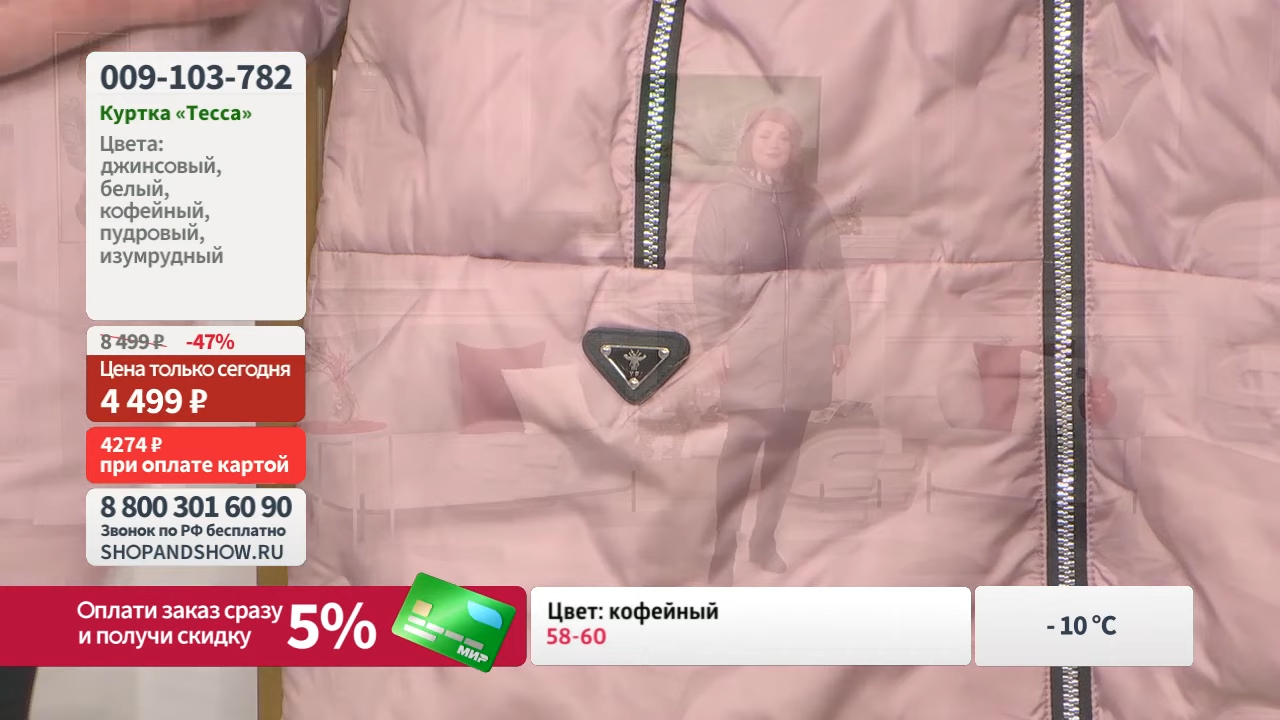 009-103-782
Куртка «Тесса»
Цвета:
джинсовый,
белый,
кофейный,
пудровый,
изумрудный
8 499 ₽ -47%
Цена только сегодня
4 499 ₽
4274 ₽
при оплате картой
8 800 301 60 90
Звонок по РФ бесплатно
SHOPANDSHOW.RU
Оплати заказ сразу
и получи скидку
5%
МИР
Цвет: кофейный
58-60
- 10 °C